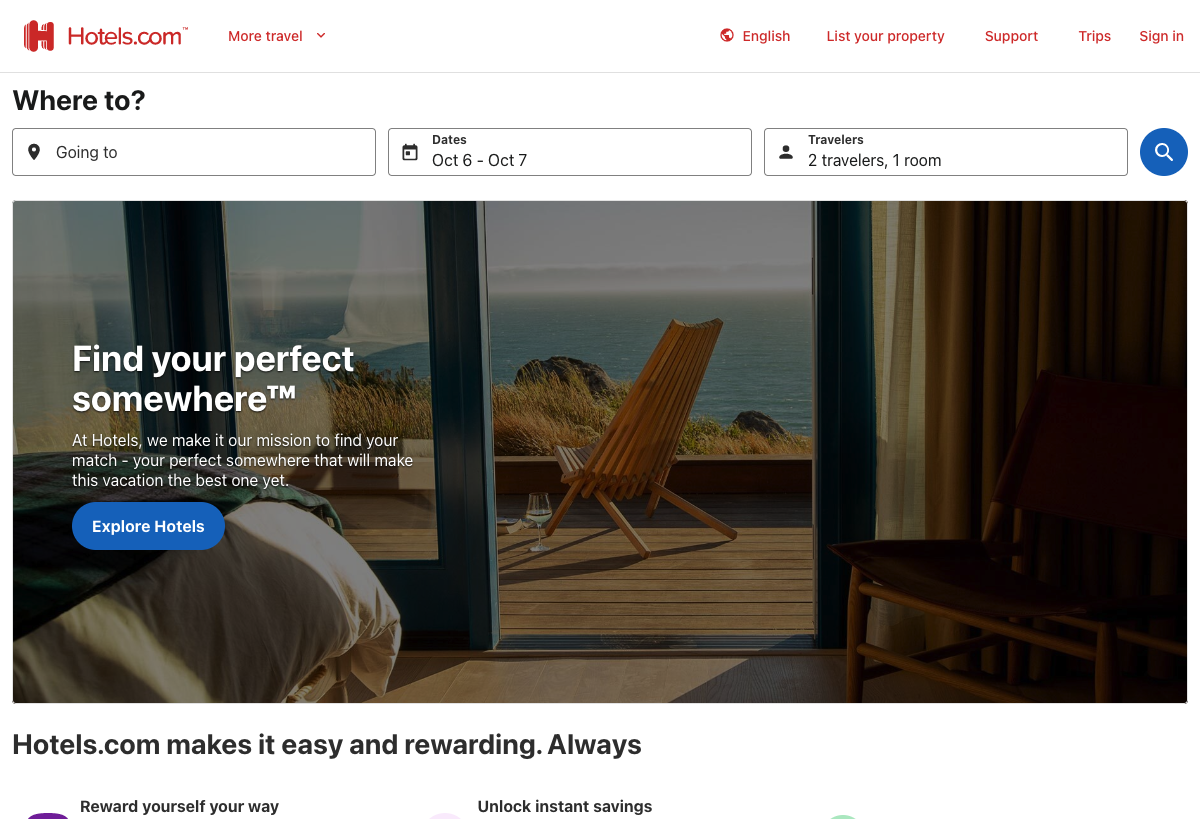 Hotels.com™
More travel
English
List your property
Support
Trips
Sign in
Where to?
Going to
Dates
Oct 6 - Oct 7
Travelers
2 travelers, 1 room
Find your perfect
somewhere™
At Hotels, we make it our mission to find your
match - your perfect somewhere that will make
this vacation the best one yet.
Explore Hotels
Hotels.com makes it easy and rewarding. Always
Reward yourself your way
Unlock instant savings